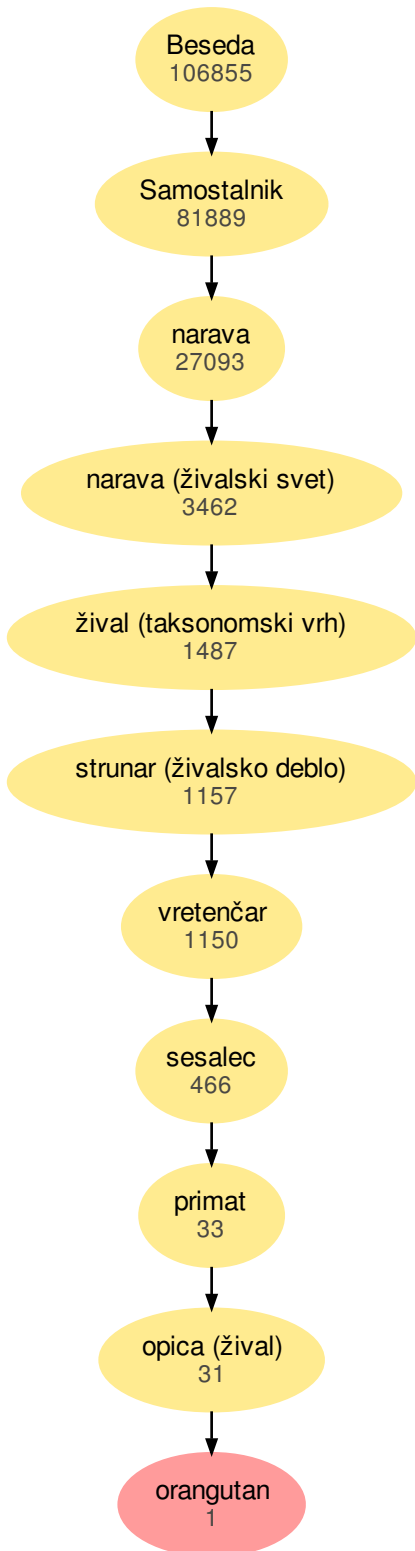 Beseda
106855
Samostalnik
81889
narava
27093
narava (živalski svet)
3462
žival (taksonomski vrh)
1487
strunar (živalsko deblo)
1157
vretenčar
1150
sesalec
466
primat
33
opica (žival)
31
orangutan
1